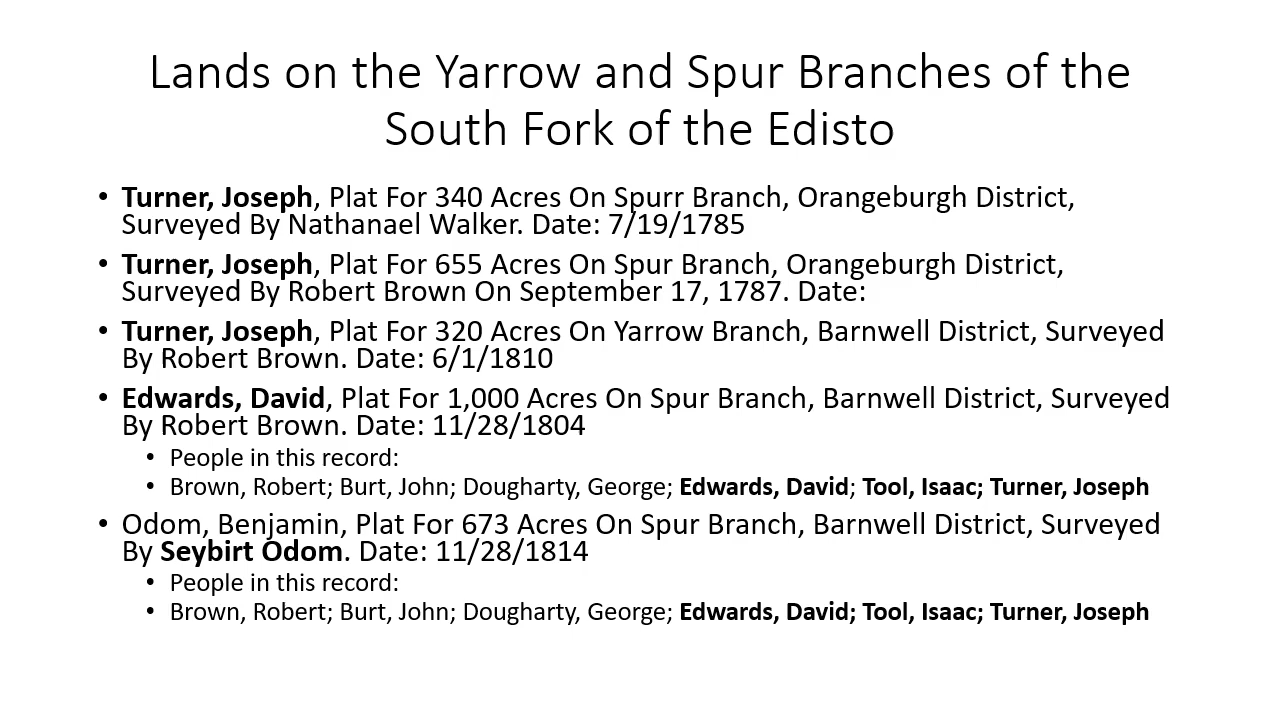 Lands on the Yarrow and Spur Branches of the
South Fork of the Edisto
• Turner, Joseph, Plat For 340 Acres On Spurr Branch, Orangeburgh District,
Surveyed By Nathanael Walker. Date: 7/19/1785
• Turner, Joseph, Plat For 655 Acres On Spur Branch, Orangeburgh District,
Surveyed By Robert Brown On September 17, 1787. Date:
• Turner, Joseph, Plat For 320 Acres On Yarrow Branch, Barnwell District, Surveyed
By Robert Brown. Date: 6/1/1810
• Edwards, David, Plat For 1,000 Acres On Spur Branch, Barnwell District, Surveyed
By Robert Brown. Date: 11/28/1804
• People in this record:
• Brown, Robert; Burt, John; Dougharty, George; Edwards, David; Tool, Isaac; Turner, Joseph
• Odom, Benjamin, Plat For 673 Acres On Spur Branch, Barnwell District, Surveyed
By Seybirt Odom. Date: 11/28/1814
• People in this record:
• Brown, Robert; Burt, John; Dougharty, George; Edwards, David; Tool, Isaac; Turner, Joseph